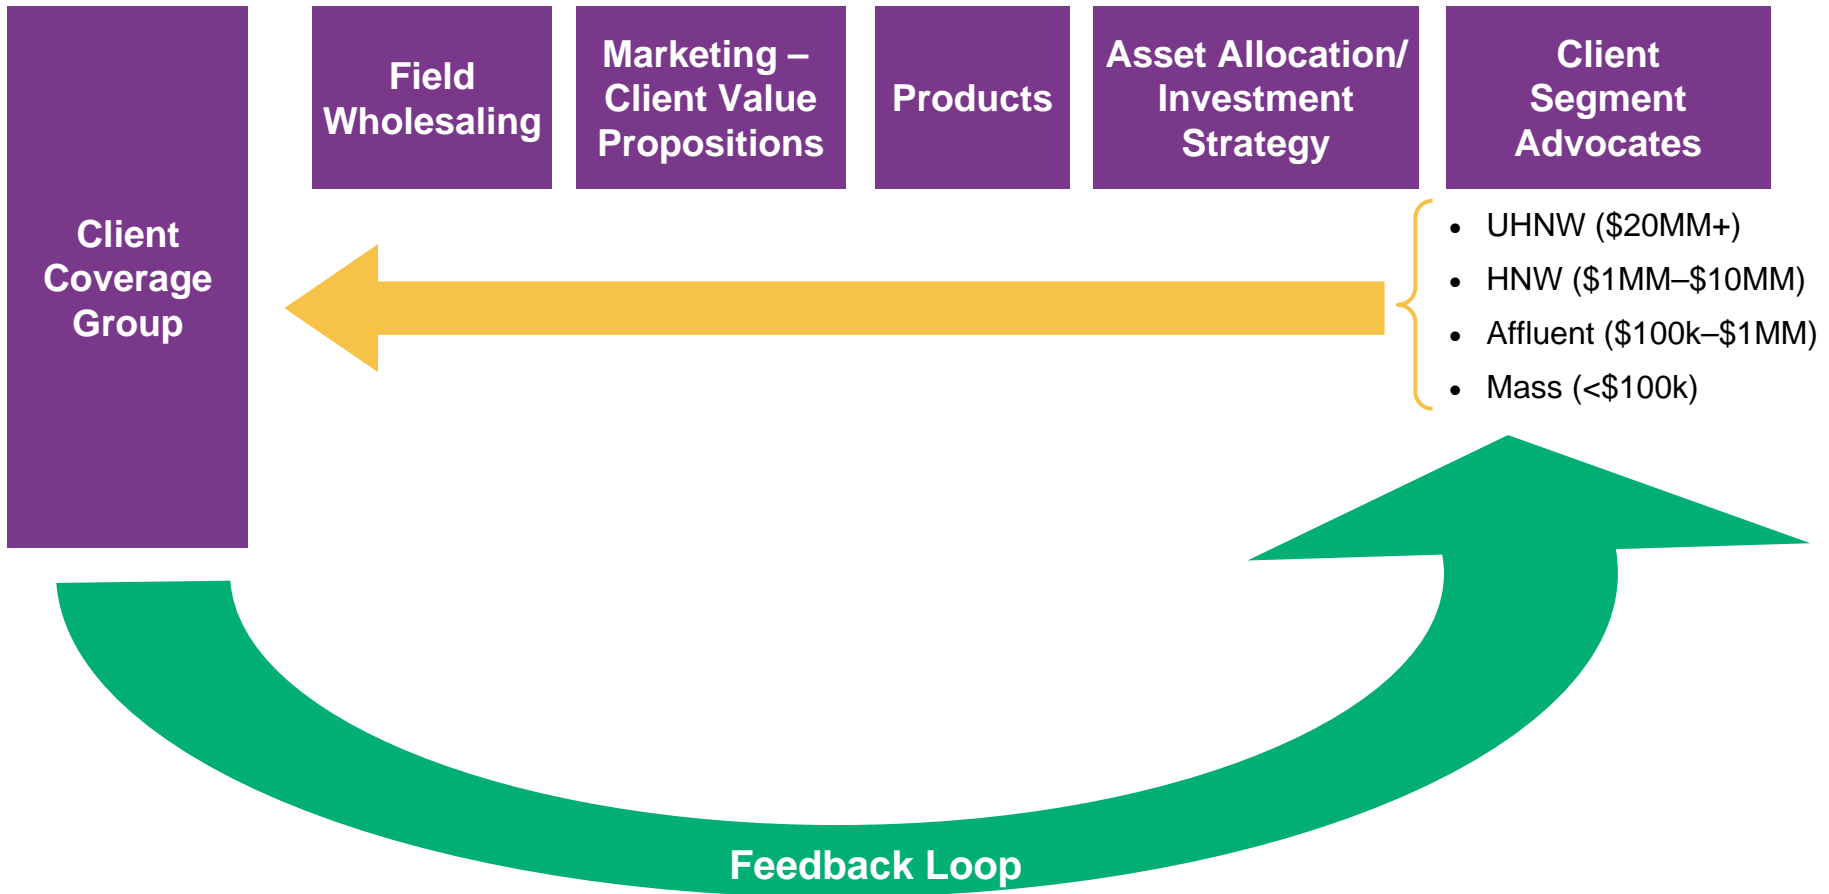 Client
Coverage
Group
Field
Wholesaling
Marketing –
Client Value
Propositions
Products
Asset Allocation/
Investment
Strategy
Client
Segment
Advocates
• UHNW ($20MM+)
• HNW ($1MM–$10MM)
• Affluent ($100k–$1MM)
• Mass (<$100k)
Feedback Loop